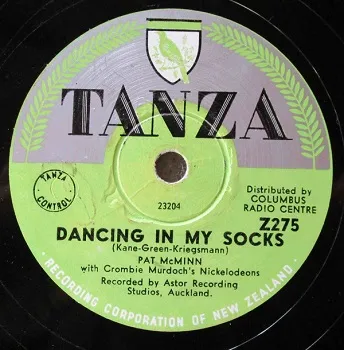 TANZA
TANZA
CONTROL
23204
Distributed by
COLUMBUS
RADIO CENTRE
Z275
DANCING IN MY SOCKS
(Kane-Green-Kriegsmann)
PAT McMINN
with Crombie Murdoch's Nickelodeons
Recorded by Astor Recording
Studios, Auckland.
RECORDING CORPORATION OF NEW ZEALAND